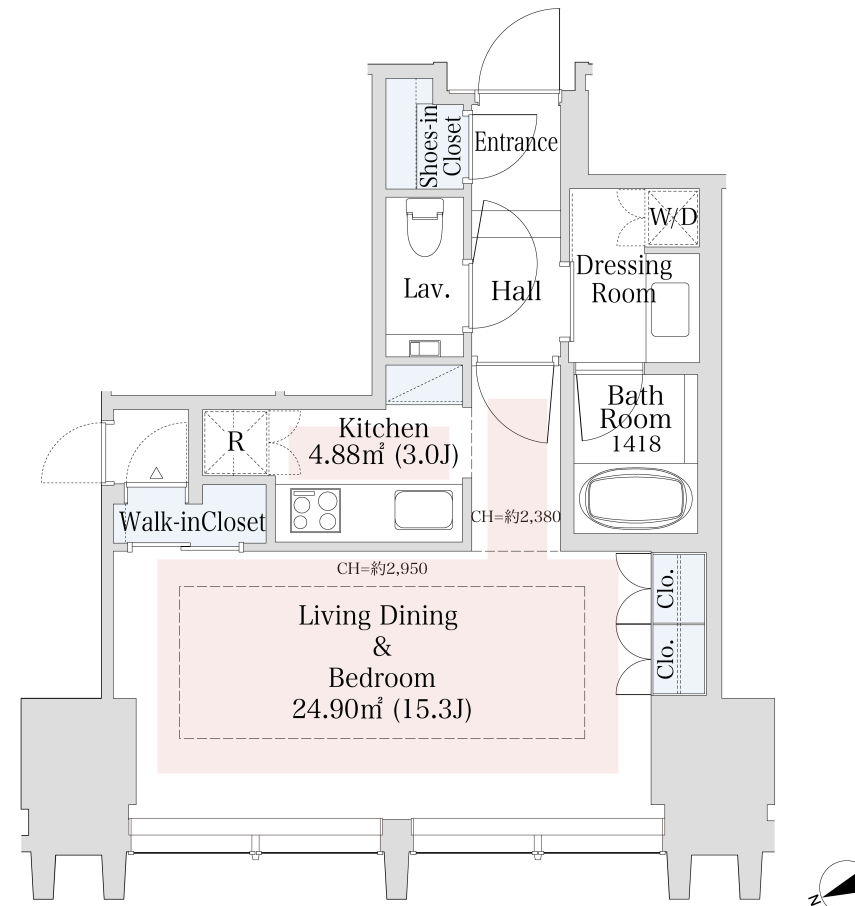 Shoes-in
Closet
Entrance
W/D
Dressing
Room
Lav.
Hall
Bath
Room
1418
R
Kitchen
4.88㎡ (3.0J)
Walk-inCloset
CH=約2,380
CH=約2,950
Clo.
Clo.
Living Dining
&
Bedroom
24.90㎡ (15.3J)
N